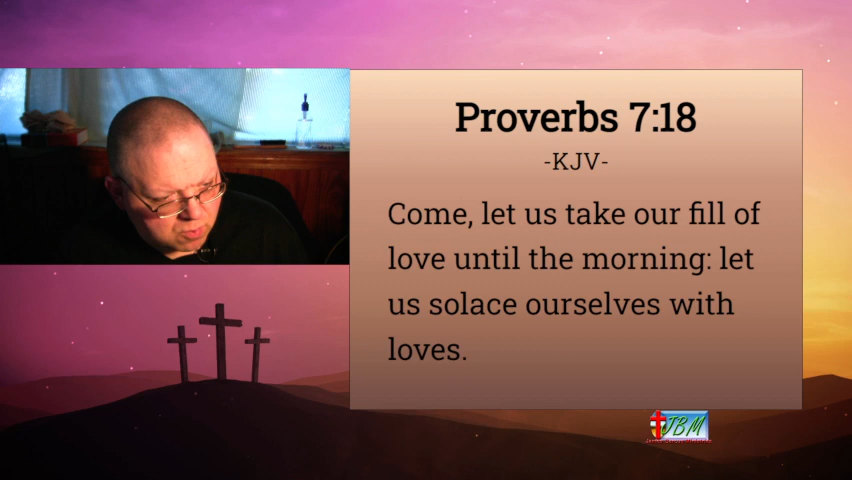 Proverbs 7:18
-KJV-
Come, let us take our fill of
love until the morning: let
us solace ourselves with
loves.
JBM